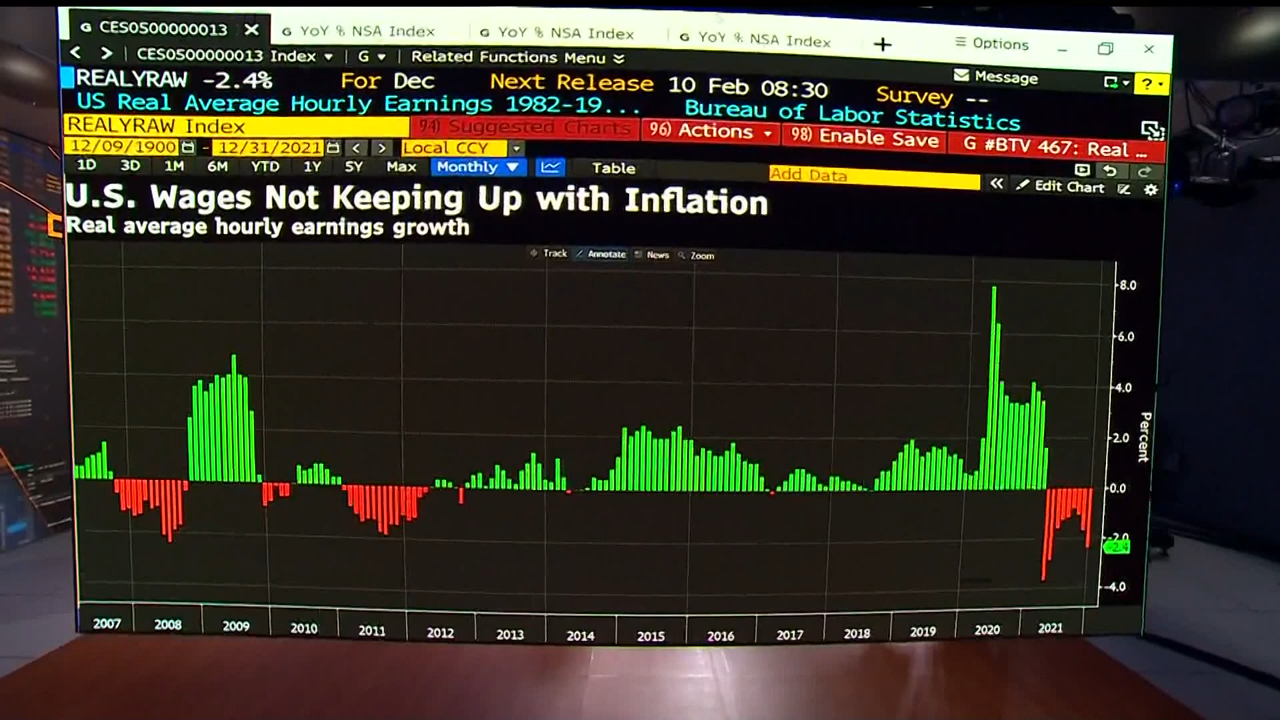 G CES0500000013 ×
G YoY % NSA Index
G YoY % NSA Index
G YoY % NSA Index
+
Options
< > CES0500000013 Index G Related Functions Menu
Message
REALYRAW -2.4% For Dec Next Release 10 Feb 08:30 Survey --
US Real Average Hourly Earnings 1982-19... Bureau of Labor Statistics
REALYRAW Index 94) Suggested Charts 96) Actions 98) Enable Save G #BTV 467: Real ...
12/09/1900 - 12/31/2021 < > Local CCY
1D 3D 1M 6M YTD 1Y 5Y Max Monthly ▼ Table Add Data « Edit Chart
U.S. Wages Not Keeping Up with Inflation
Real average hourly earnings growth
Track Annotate News Zoom
8.0
6.0
4.0
2.0
0.0
-2.0
-2.4
-4.0
Percent
2007 2008 2009 2010 2011 2012 2013 2014 2015 2016 2017 2018 2019 2020 2021